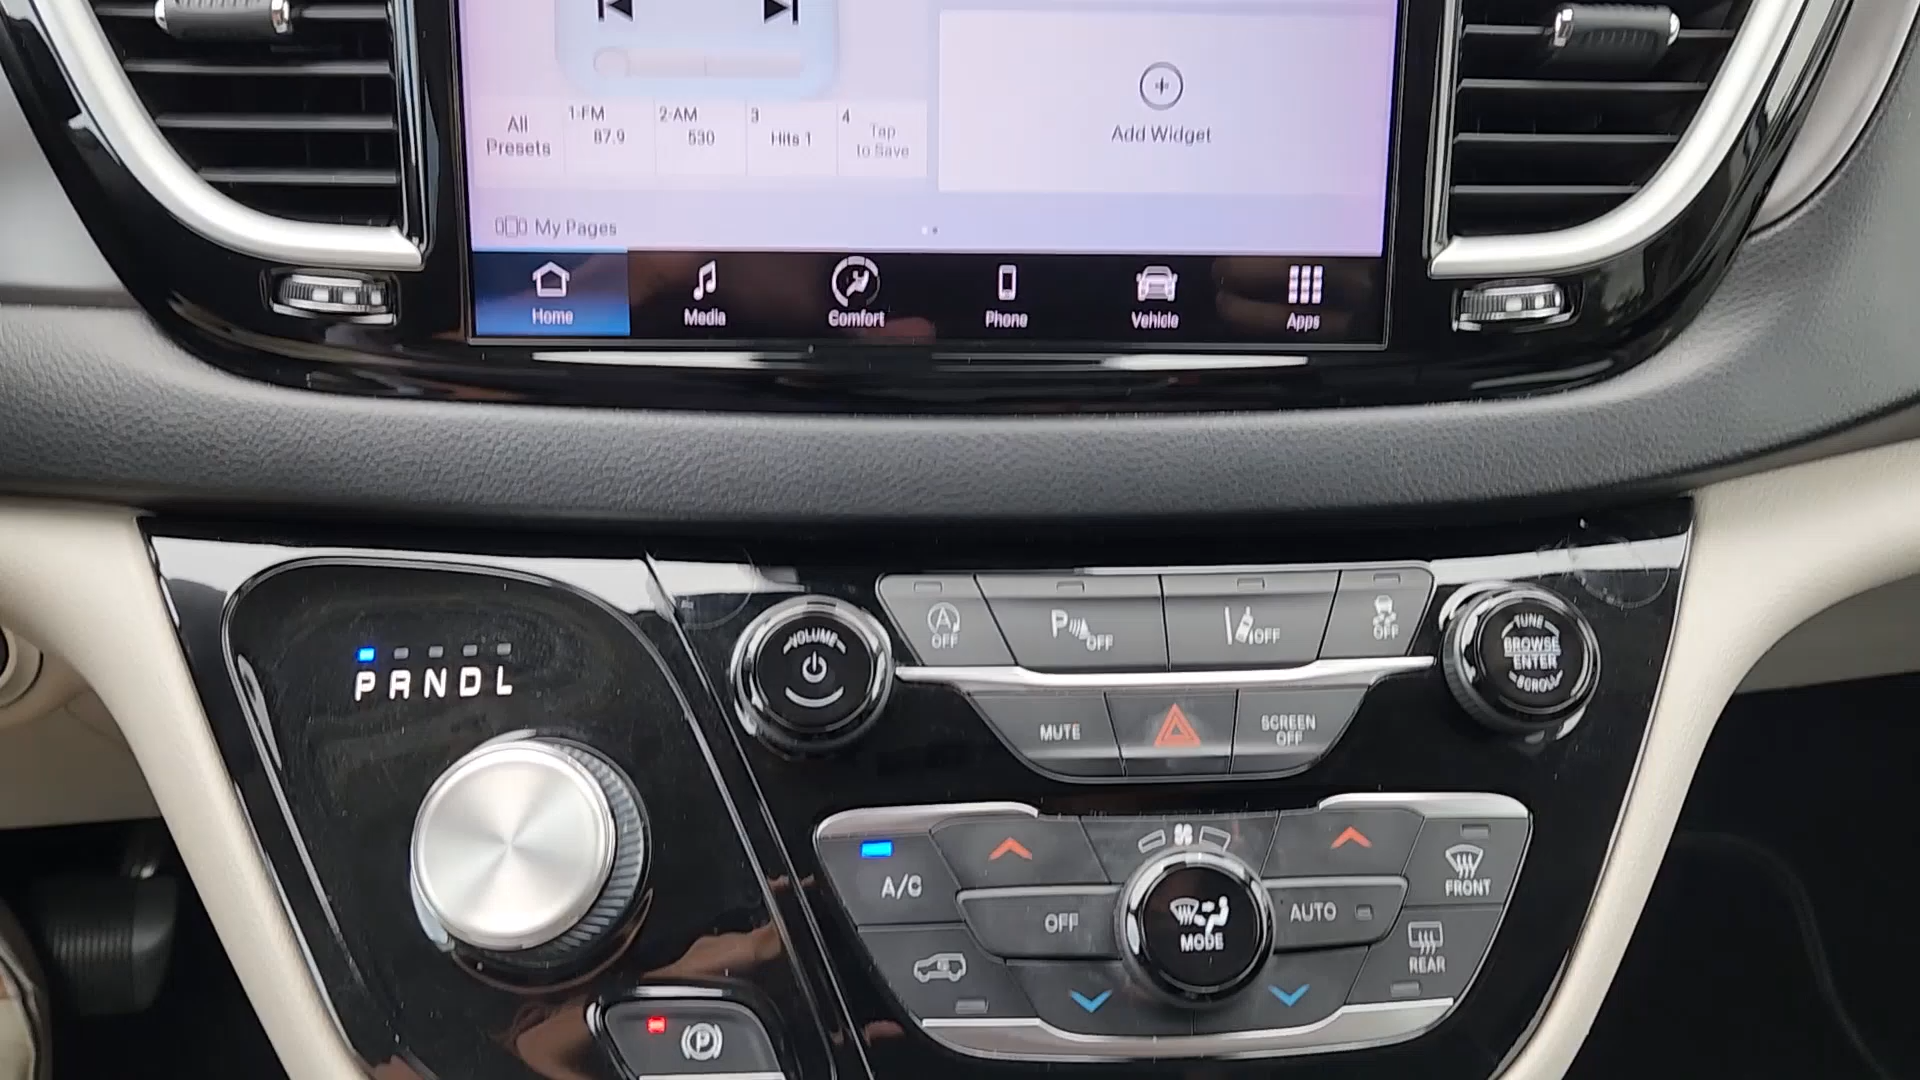 All
Presets
1-FM
87.9
2-AM
530
3
Hits 1
4
Tap
to Save
Add Widget
My Pages
Home
Media
Comfort
Phone
Vehicle
Apps
P R N D L
VOLUME
A
OFF
P OFF
OFF
OFF
TUNE
BROWSE
ENTER
SCROLL
MUTE
SCREEN
OFF
A/C
OFF
MODE
AUTO
FRONT
REAR
P